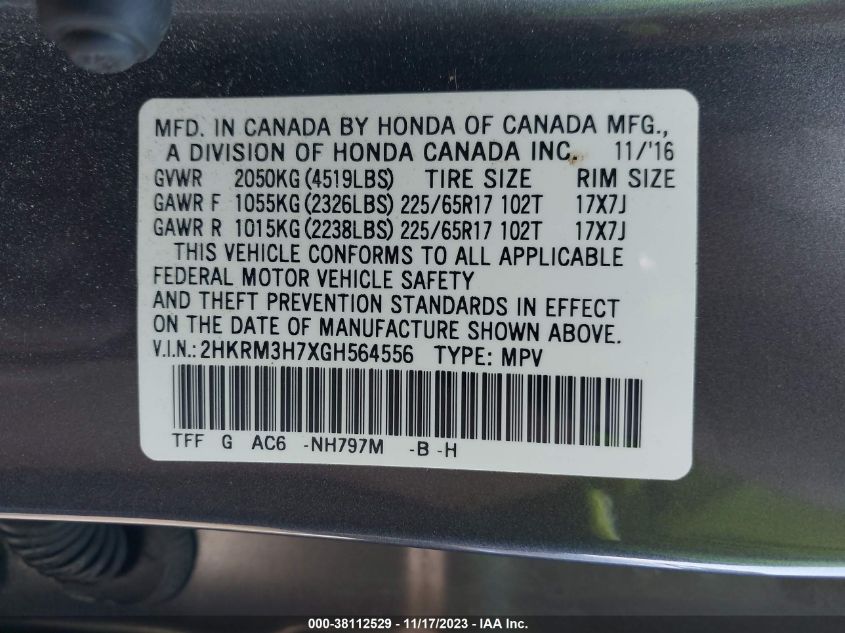 MFD. IN CANADA BY HONDA OF CANADA MFG.,
A DIVISION OF HONDA CANADA INC. 11/'16
GVWR 2050KG (4519LBS) TIRE SIZE RIM SIZE
GAWR F 1055KG (2326LBS) 225/65R17 102T 17X7J
GAWR R 1015KG (2238LBS) 225/65R17 102T 17X7J
THIS VEHICLE CONFORMS TO ALL APPLICABLE
FEDERAL MOTOR VEHICLE SAFETY
AND THEFT PREVENTION STANDARDS IN EFFECT
ON THE DATE OF MANUFACTURE SHOWN ABOVE.
V.I.N.: 2HKRM3H7XGH564556 TYPE: MPV
TFF G AC6 -NH797M -B -H
000-38112529 - 11/17/2023 - IAA Inc.